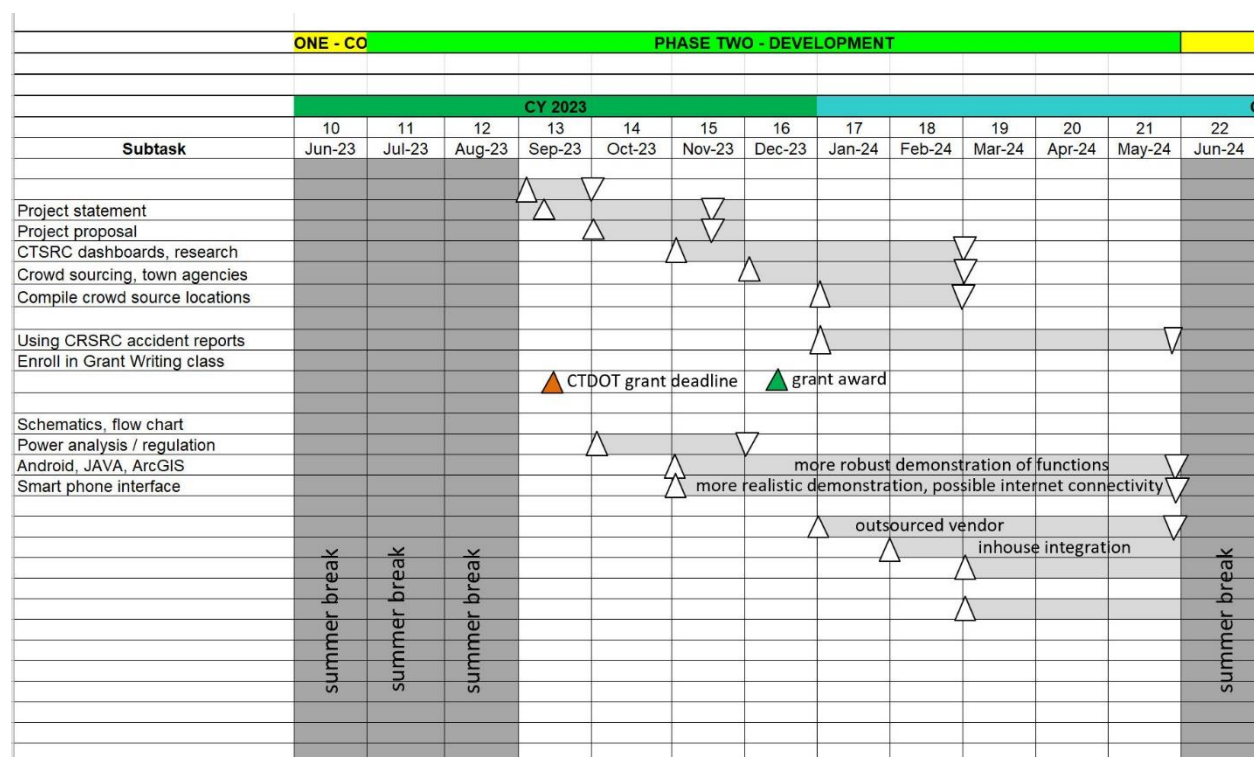 ONE - CO PHASE TWO - DEVELOPMENT
CY 2023
10 11 12 13 14 15 16 17 18 19 20 21 22
Subtask Jun-23 Jul-23 Aug-23 Sep-23 Oct-23 Nov-23 Dec-23 Jan-24 Feb-24 Mar-24 Apr-24 May-24 Jun-24
Project statement
Project proposal
CTSRC dashboards, research
Crowd sourcing, town agencies
Compile crowd source locations
Using CRSRC accident reports
Enroll in Grant Writing class
CTDOT grant deadline grant award
Schematics, flow chart
Power analysis / regulation
Android, JAVA, ArcGIS more robust demonstration of functions
Smart phone interface more realistic demonstration, possible internet connectivity
outsourced vendor
inhouse integration
summer break summer break summer break summer break